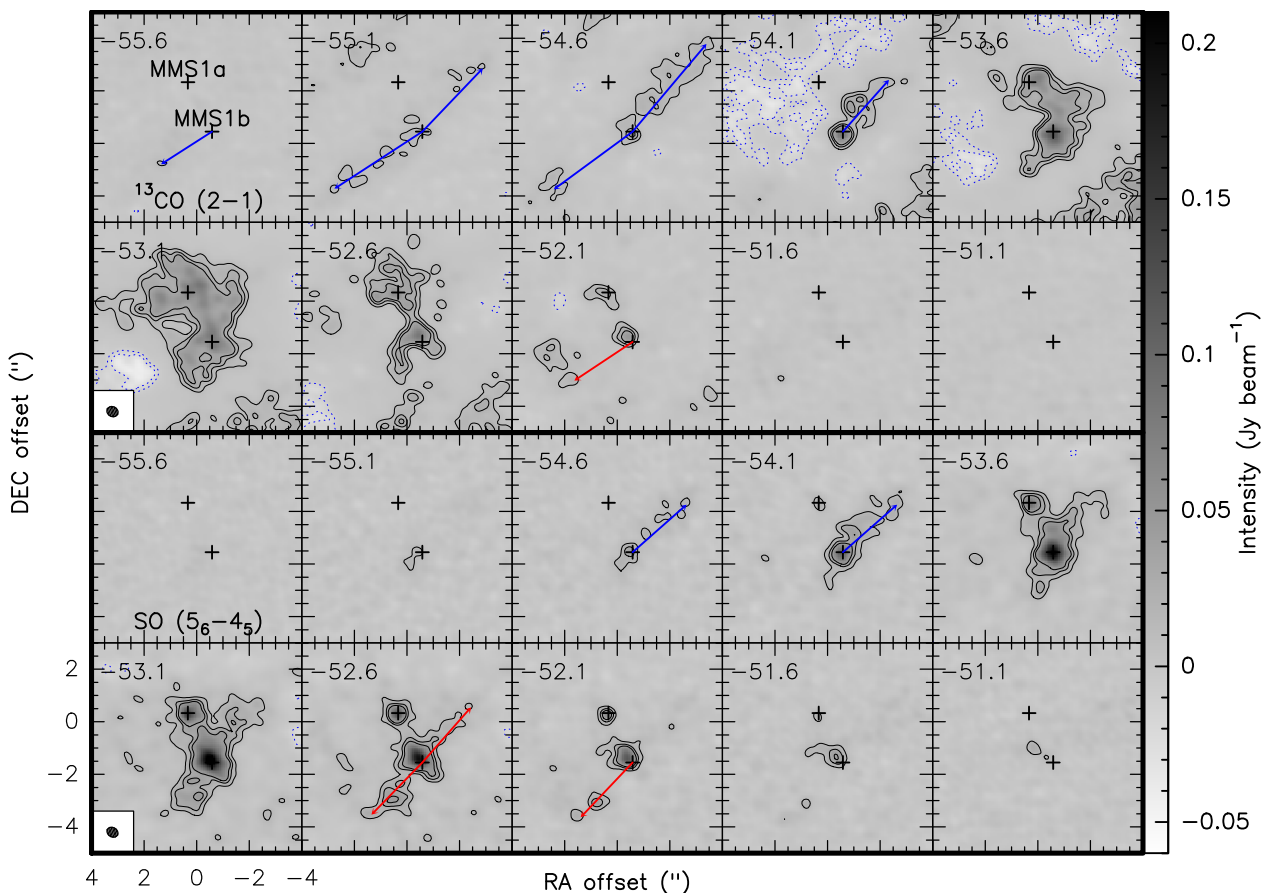 −55.6 −55.1 −54.6 −54.1 −53.6
MMS1a
MMS1b
¹³CO (2−1)
−53.1 −52.6 −52.1 −51.6 −51.1
−55.6 −55.1 −54.6 −54.1 −53.6
SO (5₆−4₅)
−53.1 −52.6 −52.1 −51.6 −51.1
2
0
−2
−4
4 2 0 −2 −4
RA offset (")
DEC offset (")
0.2
0.15
0.1
0.05
0
−0.05
Intensity (Jy beam⁻¹)